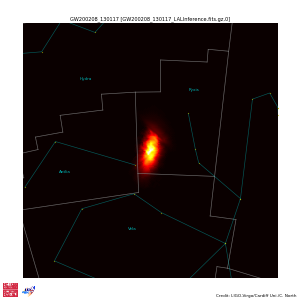 GW200208_130117 [GW200208_130117_LALInference.fits.gz.0]
Hydra
Pyxis
Antlia
Vela
Credit: LIGO-Virgo/Cardiff Uni./C. North